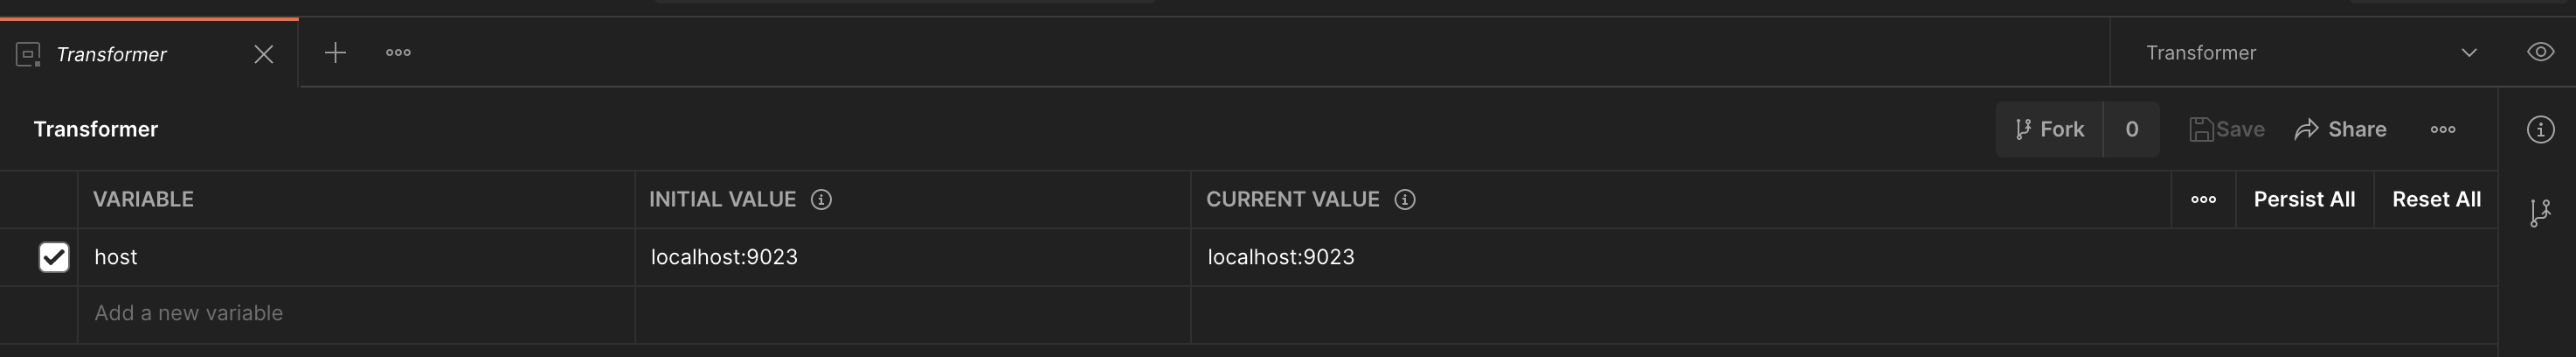 Transformer
Transformer
Transformer Fork 0 Save Share
VARIABLE INITIAL VALUE CURRENT VALUE Persist All Reset All
host localhost:9023 localhost:9023
Add a new variable